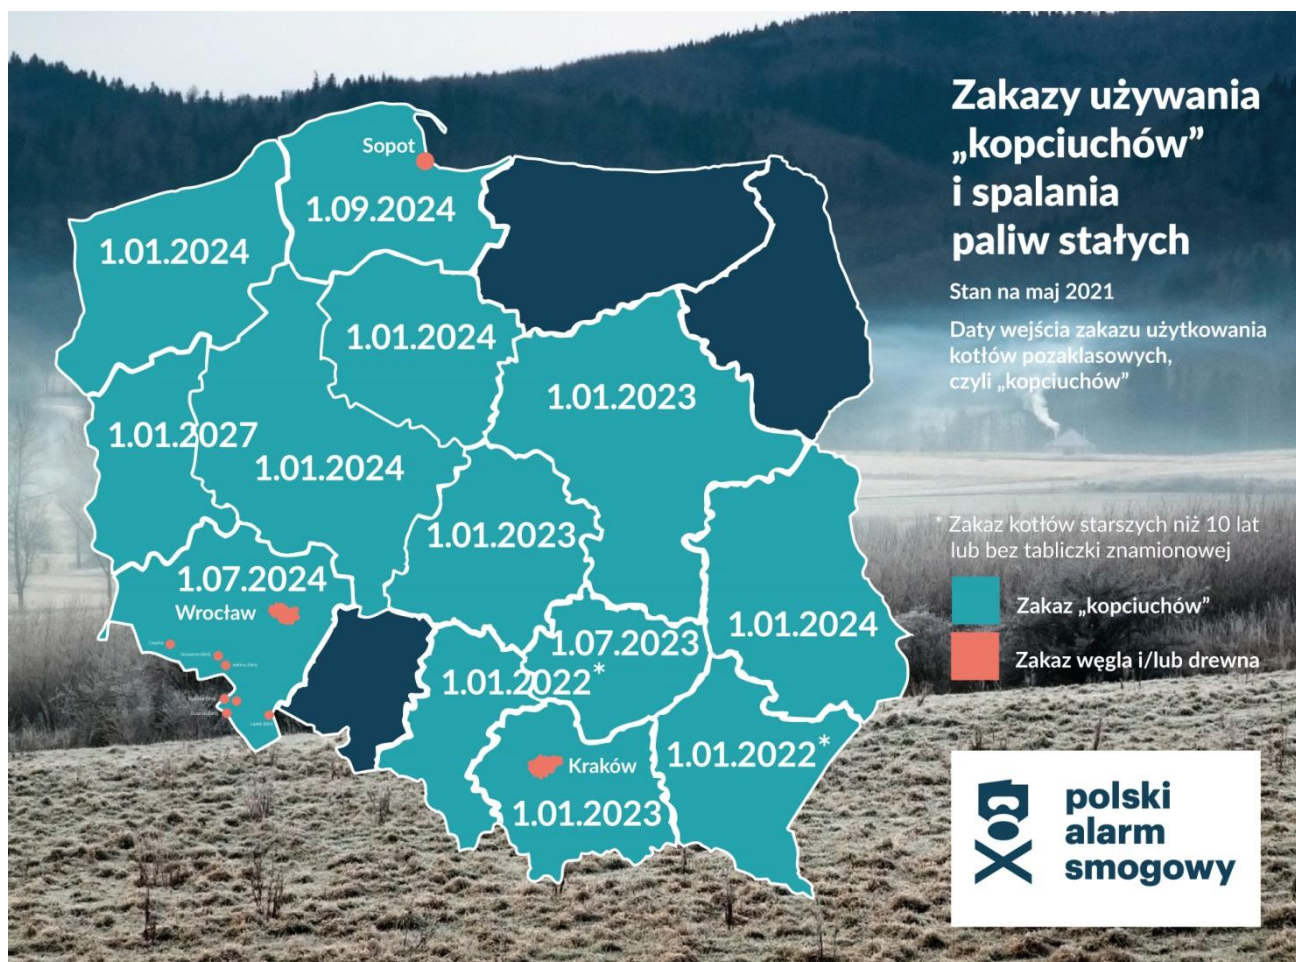 Zakazy używania
„kopciuchów”
i spalania
paliw stałych
Stan na maj 2021
Daty wejścia zakazu użytkowania
kotłów pozaklasowych,
czyli „kopciuchów”
Sopot
1.09.2024
1.01.2024
1.01.2024
1.01.2023
1.01.2027
1.01.2024
1.01.2023
1.07.2024
Wrocław
1.01.2024
1.07.2023
1.01.2022*
1.01.2022*
Kraków
1.01.2023
* Zakaz kotłów starszych niż 10 lat
lub bez tabliczki znamionowej
Zakaz „kopciuchów”
Zakaz węgla i/lub drewna
polski
alarm
smogowy